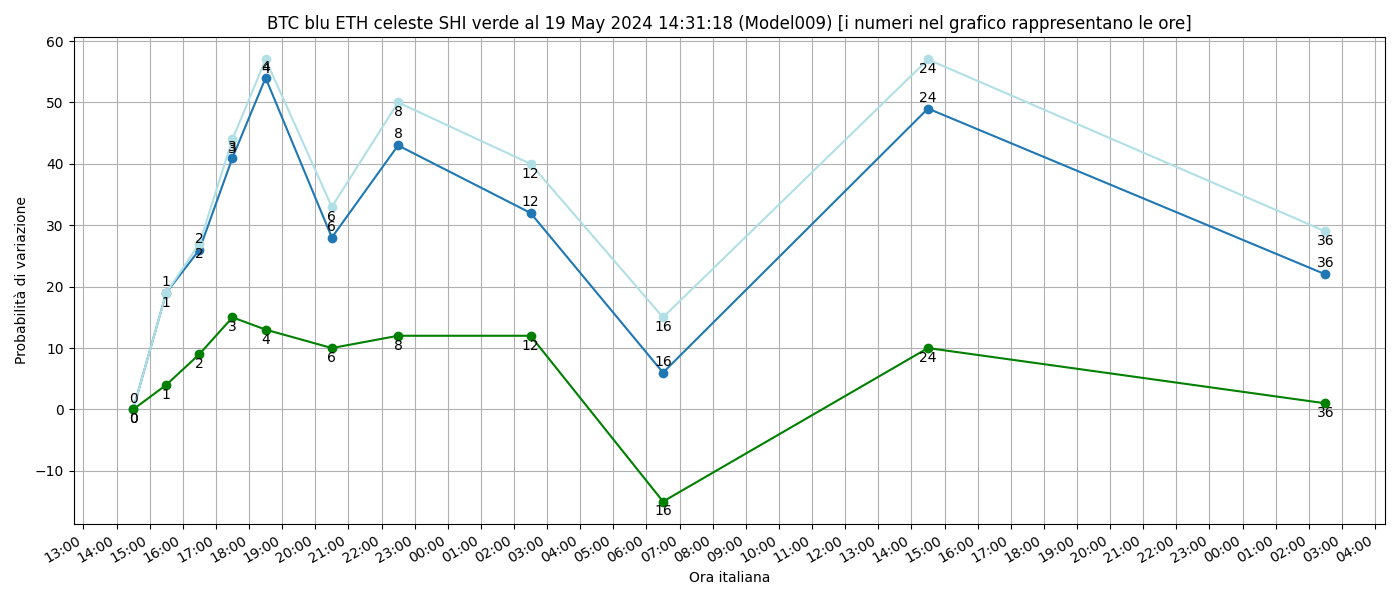 BTC blu ETH celeste SHI verde al 19 May 2024 14:31:18 (Model009) [i numeri nel grafico rappresentano le ore]
Probabilità di variazione
60
50
40
30
20
10
0
−10
0 1 2 3 4 6 8 12 16 24 36
0 1 2 3 4 6 8 12 16 24 36
0 1 2 3 4 6 8 12 16 24 36
13:00 14:00 15:00 16:00 17:00 18:00 19:00 20:00 21:00 22:00 23:00 00:00 01:00 02:00 03:00 04:00 05:00 06:00 07:00 08:00 09:00 10:00 11:00 12:00 13:00 14:00 15:00 16:00 17:00 18:00 19:00 20:00 21:00 22:00 23:00 00:00 01:00 02:00 03:00 04:00
Ora italiana